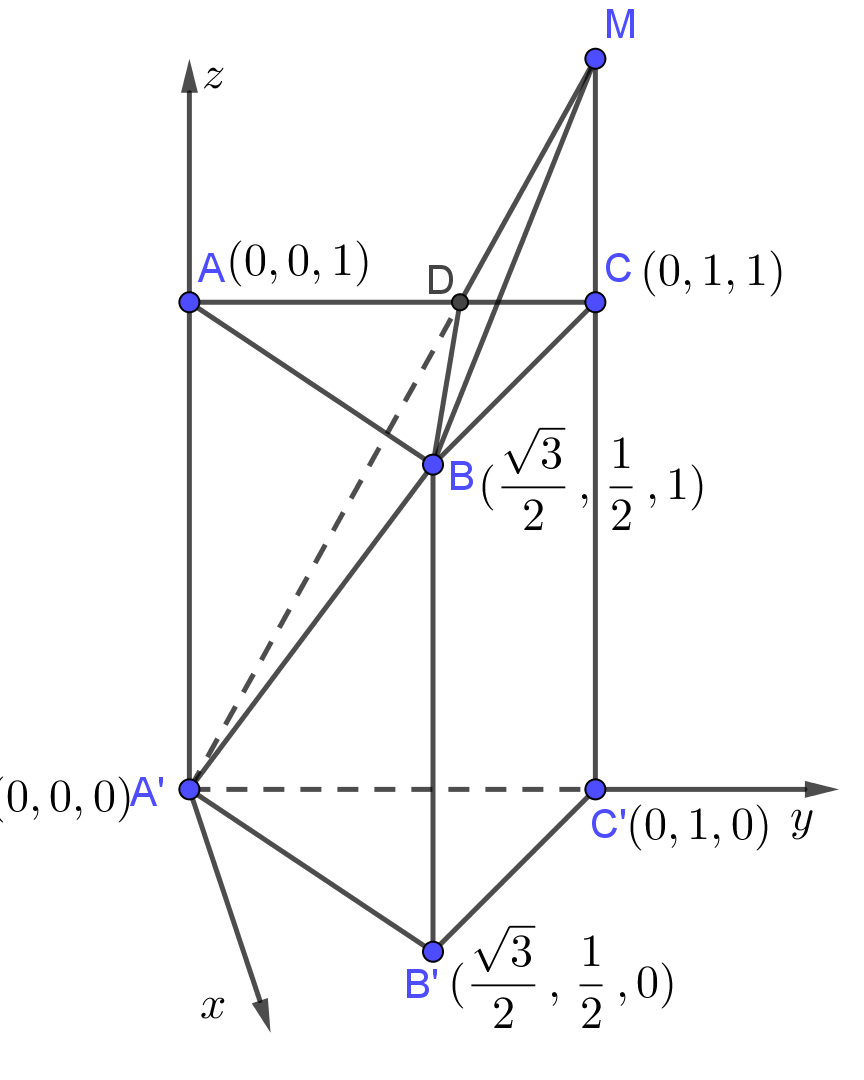 M
z
A(0, 0, 1)
D
C (0, 1, 1)
B(√3/2, 1/2, 1)
(0, 0, 0)A'
C'(0, 1, 0) y
B'(√3/2, 1/2, 0)
x